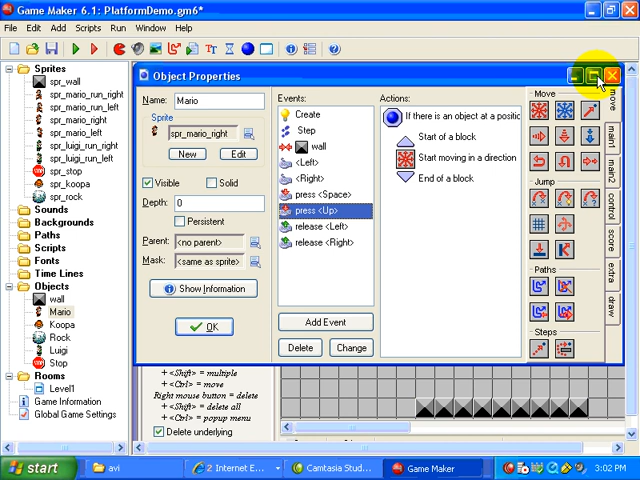 Game Maker 6.1: PlatformDemo.gm6*
File Edit Add Scripts Run Window Help
Sprites
spr_wall
spr_mario_run_right
spr_mario_run_left
spr_mario_right
spr_mario_left
spr_luigi_run_right
spr_luigi_run_left
spr_stop
spr_koopa
spr_rock
Sounds
Backgrounds
Paths
Scripts
Fonts
Time Lines
Objects
wall
Mario
Koopa
Rock
Luigi
Stop
Rooms
Level1
Game Information
Global Game Settings
Object Properties
Name: Mario
Sprite
spr_mario_right
New Edit
Visible Solid
Depth: 0
Persistent
Parent: <no parent>
Mask: <same as sprite>
Show Information
OK
Events:
Create
Step
wall
<Left>
<Right>
press <Space>
press <Up>
release <Left>
release <Right>
Add Event
Delete Change
Actions:
If there is an object at a positio
Start of a block
Start moving in a direction
End of a block
Move
Jump
Paths
Steps
move
main1
main2
control
score
extra
draw
+ <Shift> = multiple
+ <Ctrl> = move
Right mouse button = delete
+ <Shift> = delete all
+ <Ctrl> = popup menu
Delete underlying
start
avi
2 Internet E...
Camtasia Stud...
Game Maker
3:02 PM